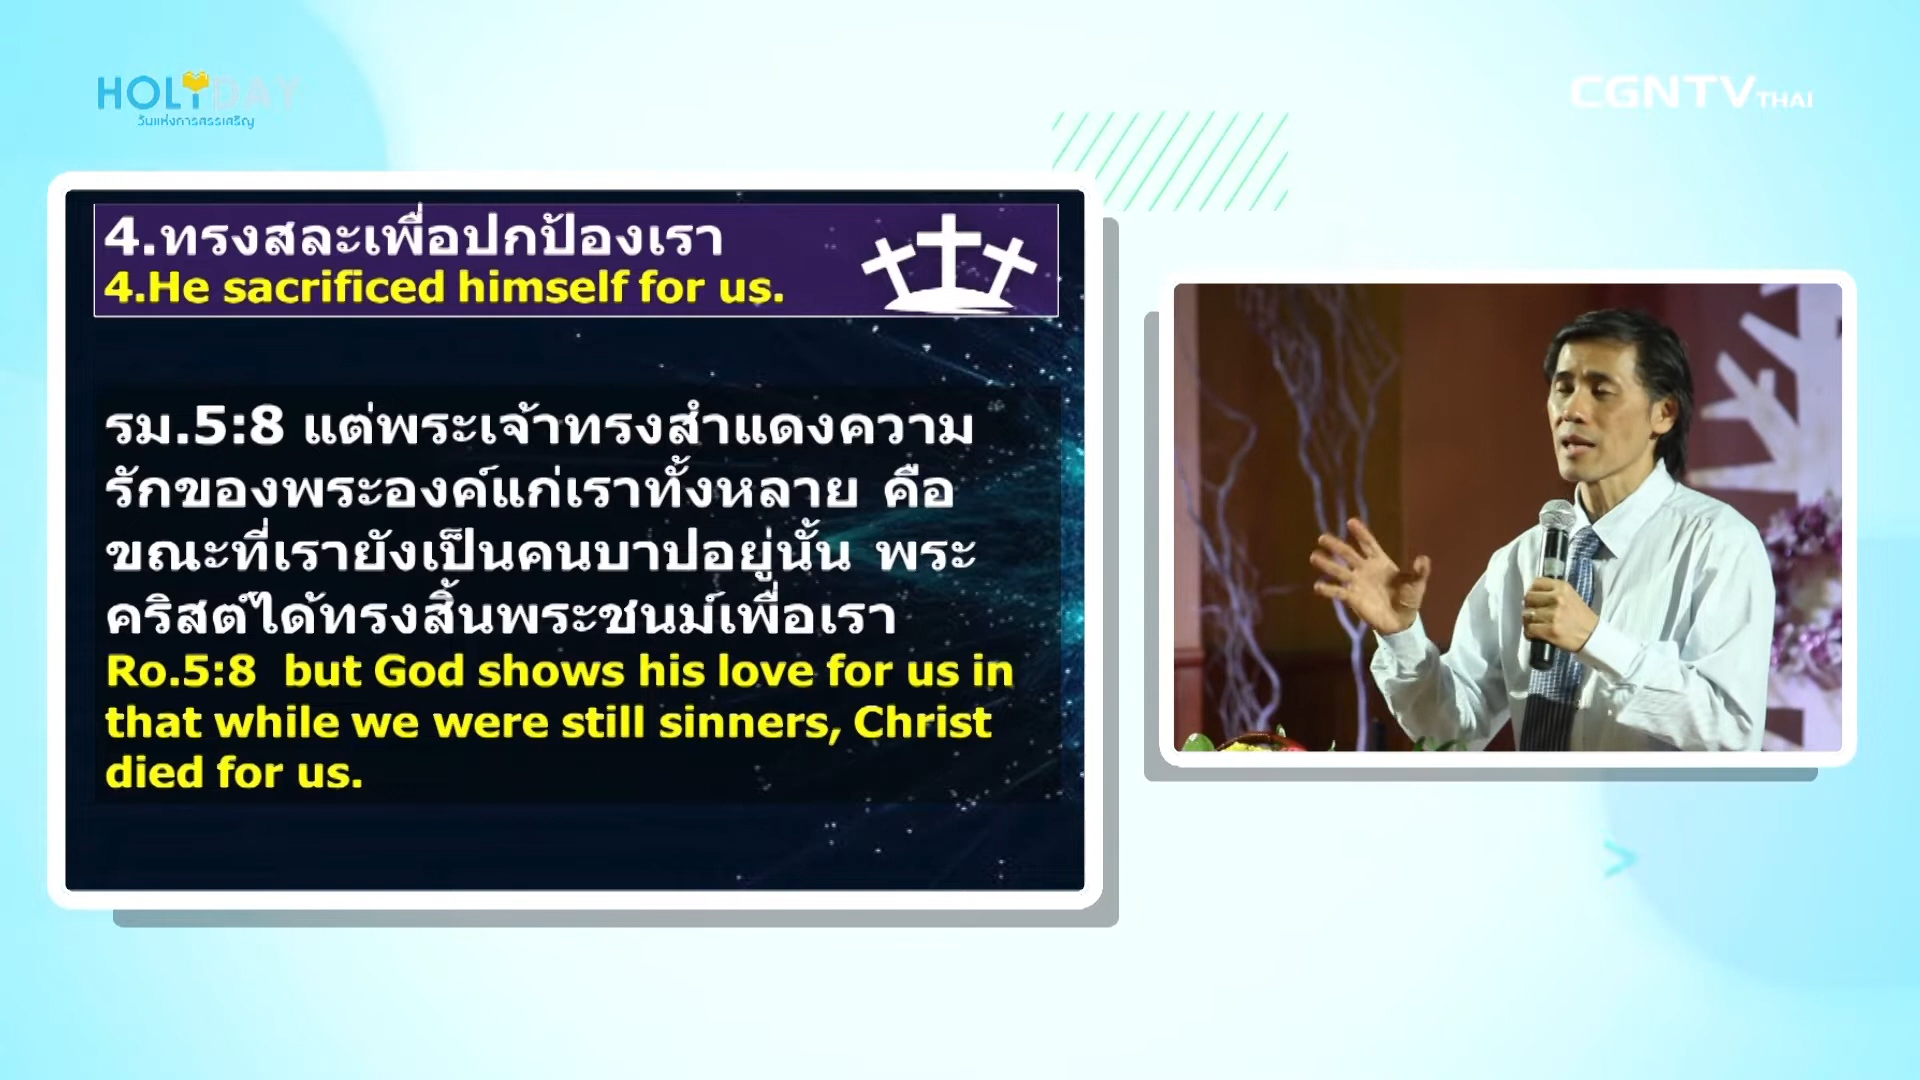 HOLYDAY
วันแห่งการสรรเสริญ
CGNTV THAI
4.ทรงสละเพื่อปกป้องเรา
4.He sacrificed himself for us.
รม.5:8 แต่พระเจ้าทรงสำแดงความ
รักของพระองค์แก่เราทั้งหลาย คือ
ขณะที่เรายังเป็นคนบาปอยู่นั้น พระ
คริสต์ได้ทรงสิ้นพระชนม์เพื่อเรา
Ro.5:8 but God shows his love for us in
that while we were still sinners, Christ
died for us.